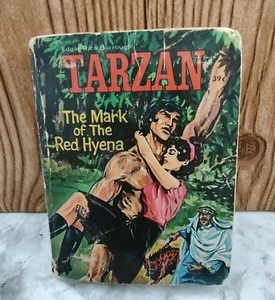 Edgar Rice Burroughs
TARZAN
39¢
The Mark
of The
Red Hyena